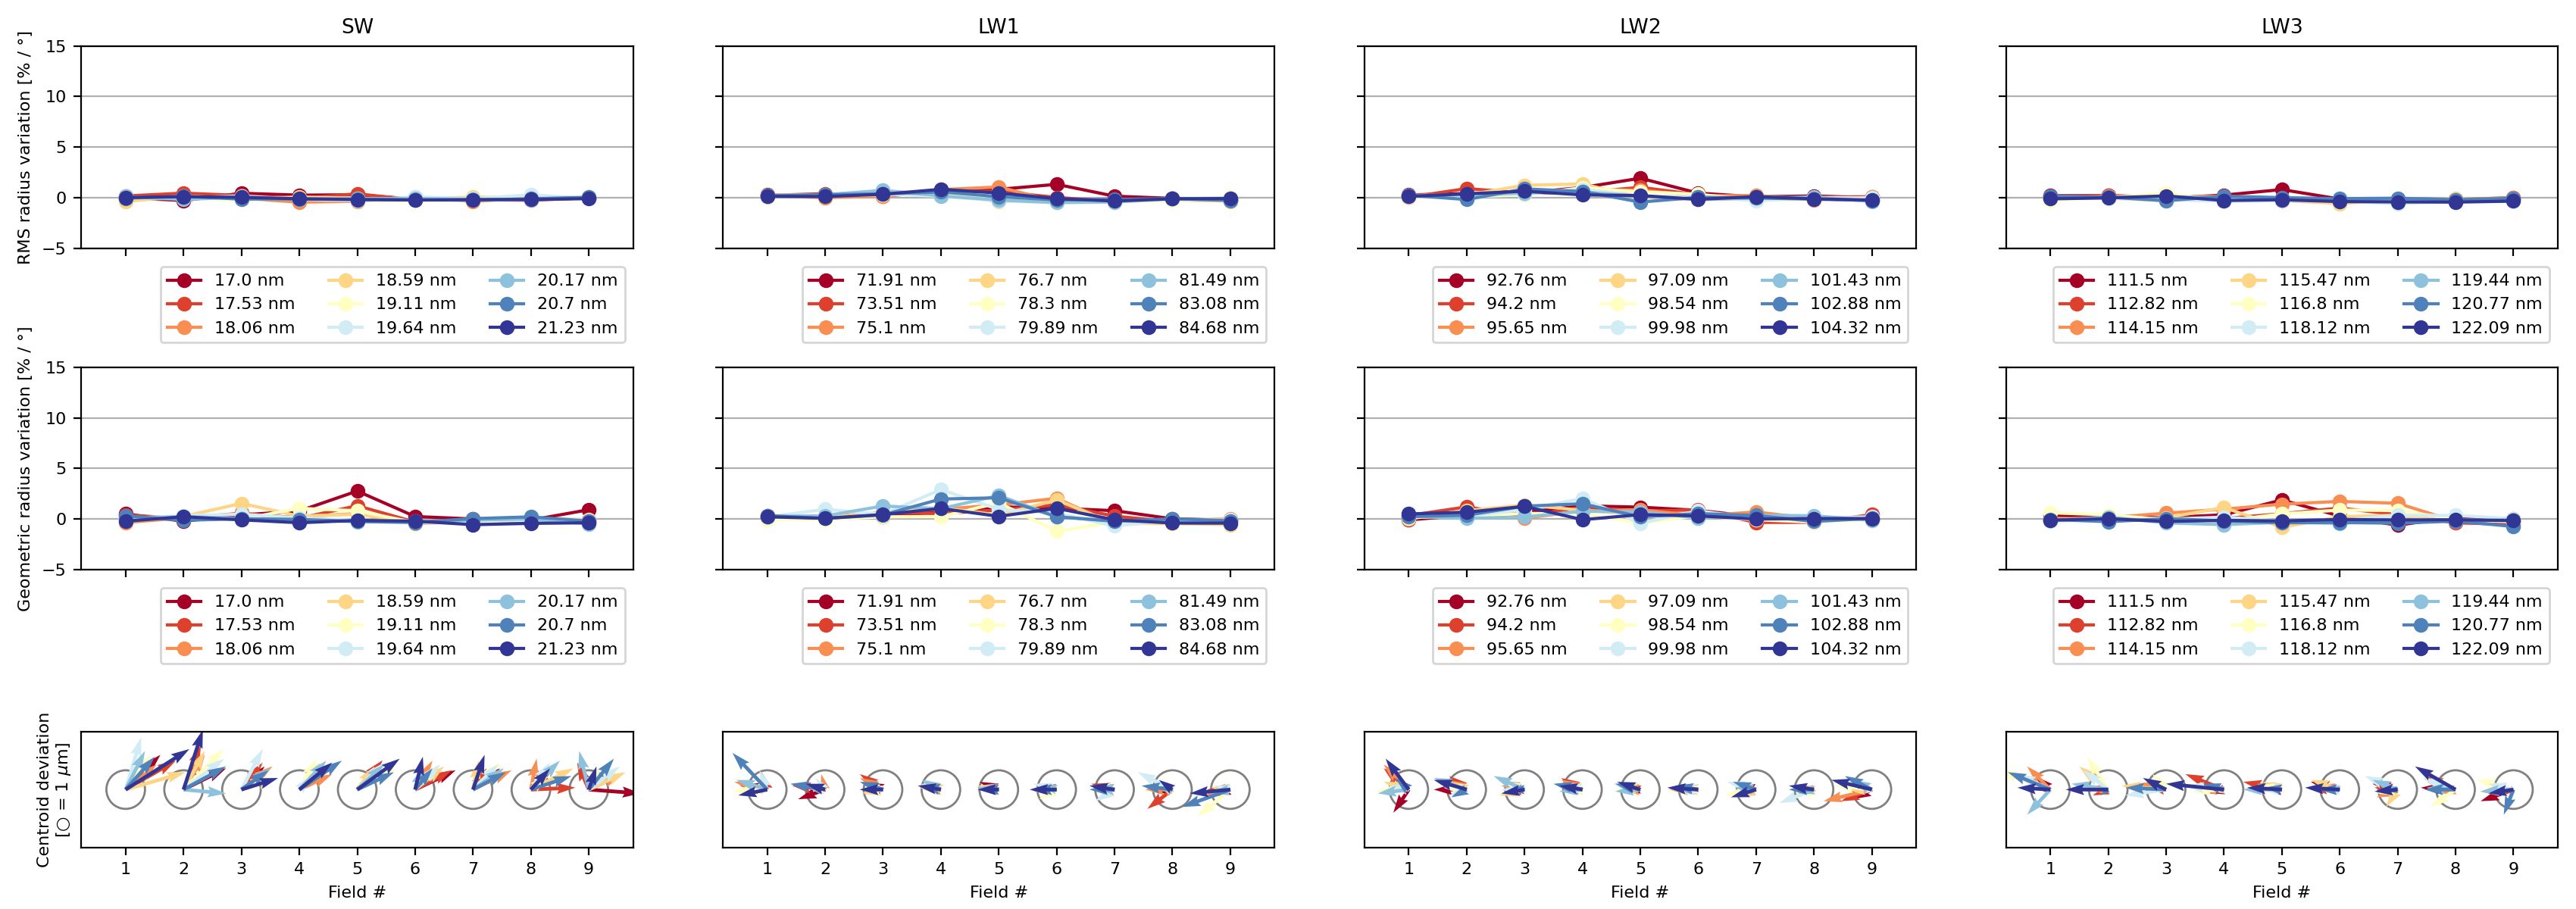 SW
LW1
LW2
LW3
RMS radius variation [% / °]
15
10
5
0
−5
17.0 nm 18.59 nm 20.17 nm
17.53 nm 19.11 nm 20.7 nm
18.06 nm 19.64 nm 21.23 nm
71.91 nm 76.7 nm 81.49 nm
73.51 nm 78.3 nm 83.08 nm
75.1 nm 79.89 nm 84.68 nm
92.76 nm 97.09 nm 101.43 nm
94.2 nm 98.54 nm 102.88 nm
95.65 nm 99.98 nm 104.32 nm
111.5 nm 115.47 nm 119.44 nm
112.82 nm 116.8 nm 120.77 nm
114.15 nm 118.12 nm 122.09 nm
Geometric radius variation [% / °]
15
10
5
0
−5
17.0 nm 18.59 nm 20.17 nm
17.53 nm 19.11 nm 20.7 nm
18.06 nm 19.64 nm 21.23 nm
71.91 nm 76.7 nm 81.49 nm
73.51 nm 78.3 nm 83.08 nm
75.1 nm 79.89 nm 84.68 nm
92.76 nm 97.09 nm 101.43 nm
94.2 nm 98.54 nm 102.88 nm
95.65 nm 99.98 nm 104.32 nm
111.5 nm 115.47 nm 119.44 nm
112.82 nm 116.8 nm 120.77 nm
114.15 nm 118.12 nm 122.09 nm
Centroid deviation
[○ = 1 μm]
1 2 3 4 5 6 7 8 9
Field #
1 2 3 4 5 6 7 8 9
Field #
1 2 3 4 5 6 7 8 9
Field #
1 2 3 4 5 6 7 8 9
Field #